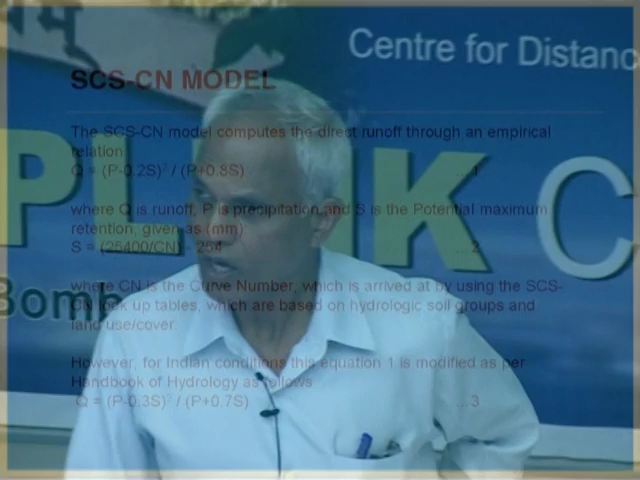 Centre for Distanc
SCS-CN MODEL
The SCS-CN model computes the direct runoff through an empirical
relation
Q = (P-0.2S)² / (P+0.8S) ...1
where Q is runoff, P is precipitation and S is the Potential maximum
retention, given as (mm)
S = (25400/CN) - 254 ...2
where CN is the Curve Number, which is arrived at by using the SCS-
CN look up tables, which are based on hydrologic soil groups and
land use/cover.
However, for Indian conditions this equation 1 is modified as per
Handbook of Hydrology as follows
Q = (P-0.3S)² / (P+0.7S) ...3
Bomb